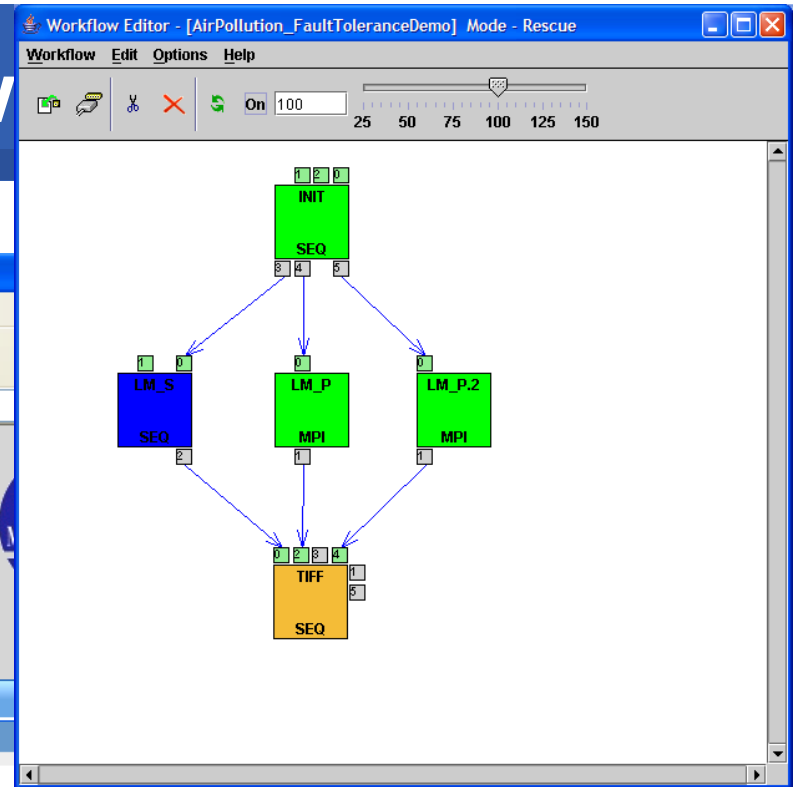 Workflow Editor - [AirPollution_FaultToleranceDemo] Mode - Rescue
Workflow Edit Options Help
On 100
25 50 75 100 125 150
1 2 0
INIT
SEQ
3 4 5
1 0 0 0
LM_S LM_P LM_P.2
SEQ MPI MPI
2 1 1
0 2 3 4
TIFF 1
5
SEQ